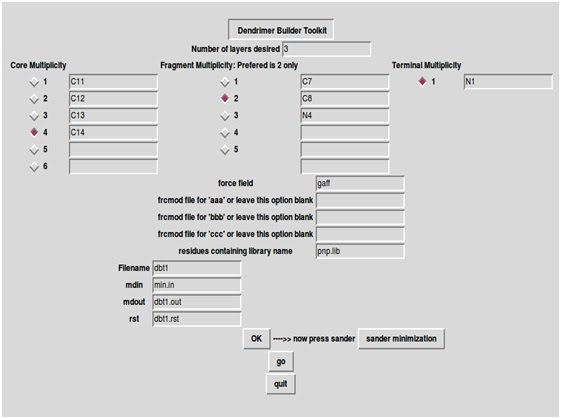 Dendrimer Builder Toolkit
Number of layers desired 3
Core Multiplicity Fragment Multiplicity: Prefered is 2 only Terminal Multiplicity
1 C11 1 C7 1 N1
2 C12 2 C8
3 C13 3 N4
4 C14 4
5 5
6
force field gaff
frcmod file for 'aaa' or leave this option blank
frcmod file for 'bbb' or leave this option blank
frcmod file for 'ccc' or leave this option blank
residues containing library name pnp.lib
Filename dbt1
mdin min.in
mdout dbt1.out
rst dbt1.rst
OK ---->> now press sander sander minimization
go
quit